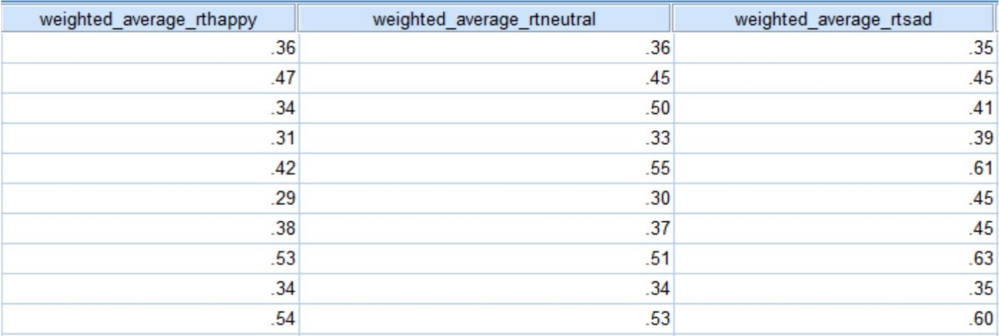 weighted_average_rthappy weighted_average_rtneutral weighted_average_rtsad
.36 .36 .35
.47 .45 .45
.34 .50 .41
.31 .33 .39
.42 .55 .61
.29 .30 .45
.38 .37 .45
.53 .51 .63
.34 .34 .35
.54 .53 .60